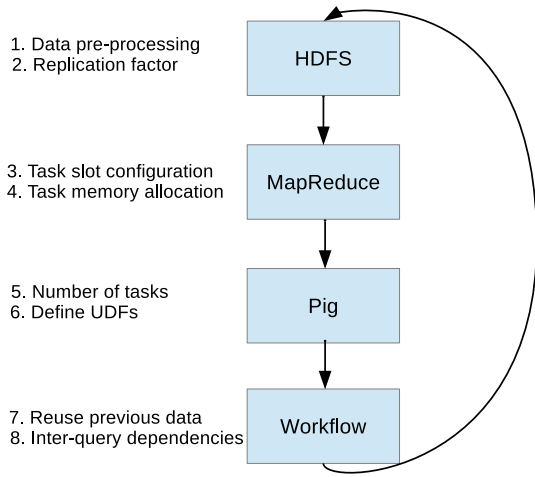 1. Data pre-processing
2. Replication factor
HDFS
3. Task slot configuration
4. Task memory allocation
MapReduce
5. Number of tasks
6. Define UDFs
Pig
7. Reuse previous data
8. Inter-query dependencies
Workflow